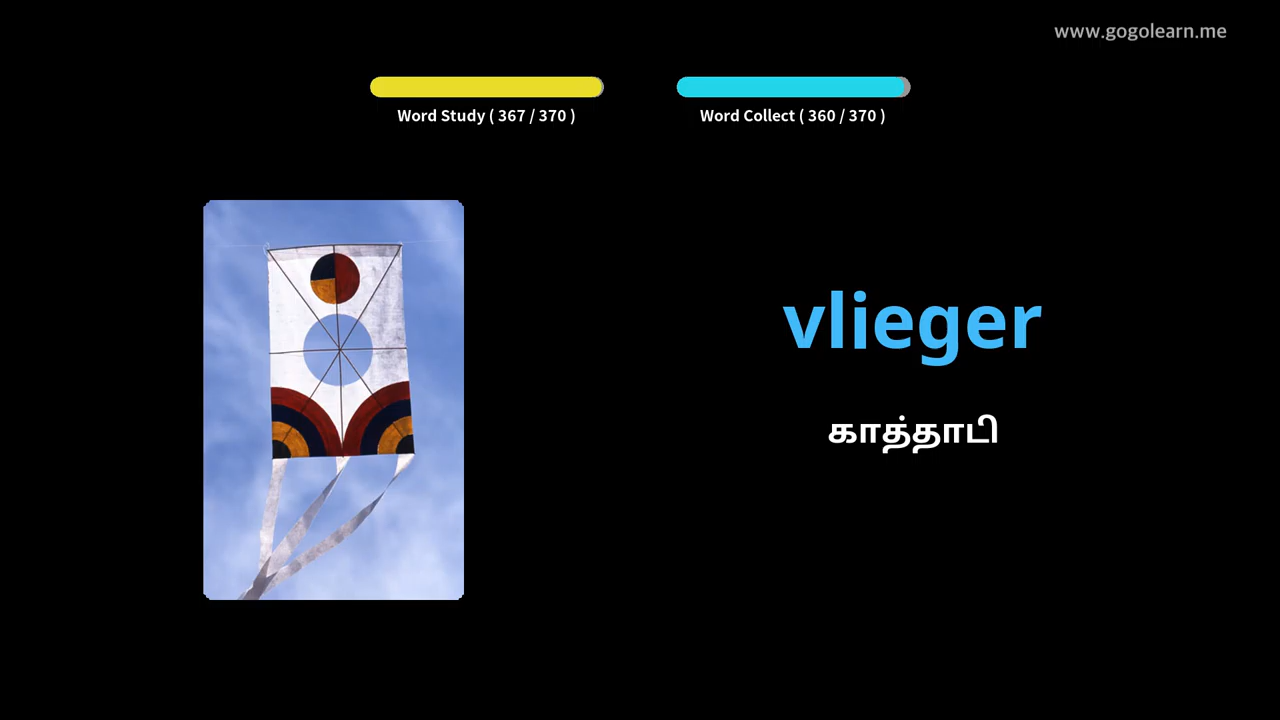 www.gogolearn.me
Word Study ( 367 / 370 )
Word Collect ( 360 / 370 )
vlieger
காத்தாடி